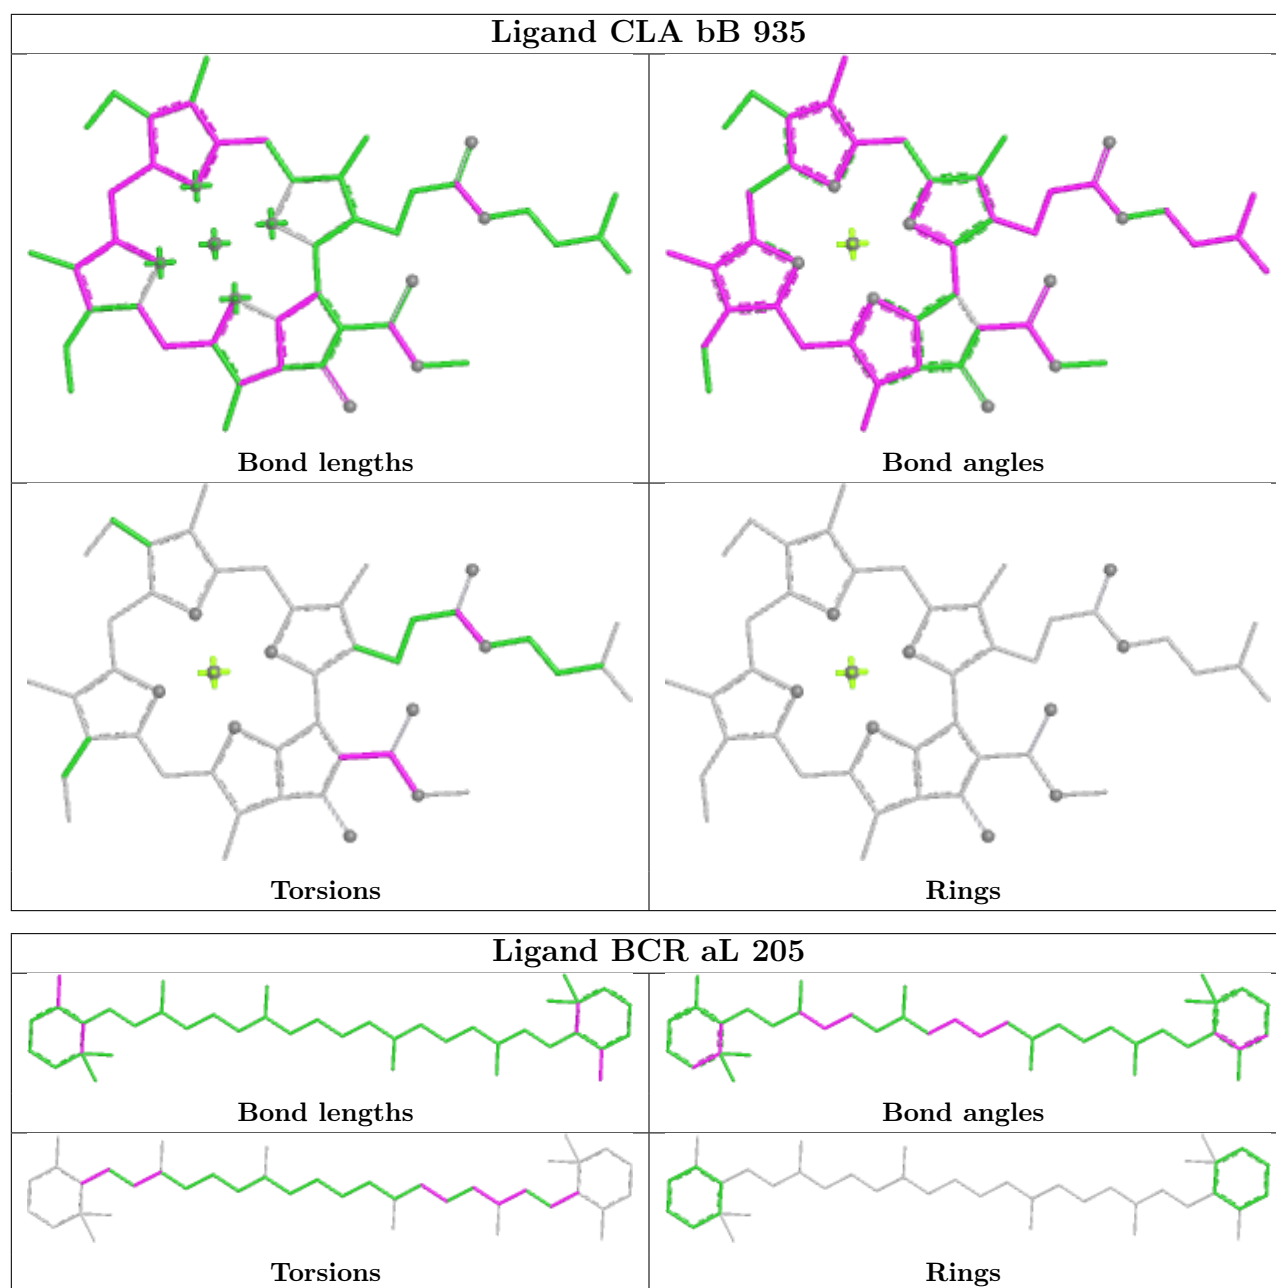 Ligand CLA bB 935
Bond lengths
Bond angles
Torsions
Rings
Ligand BCR aL 205
Bond lengths
Bond angles
Torsions
Rings